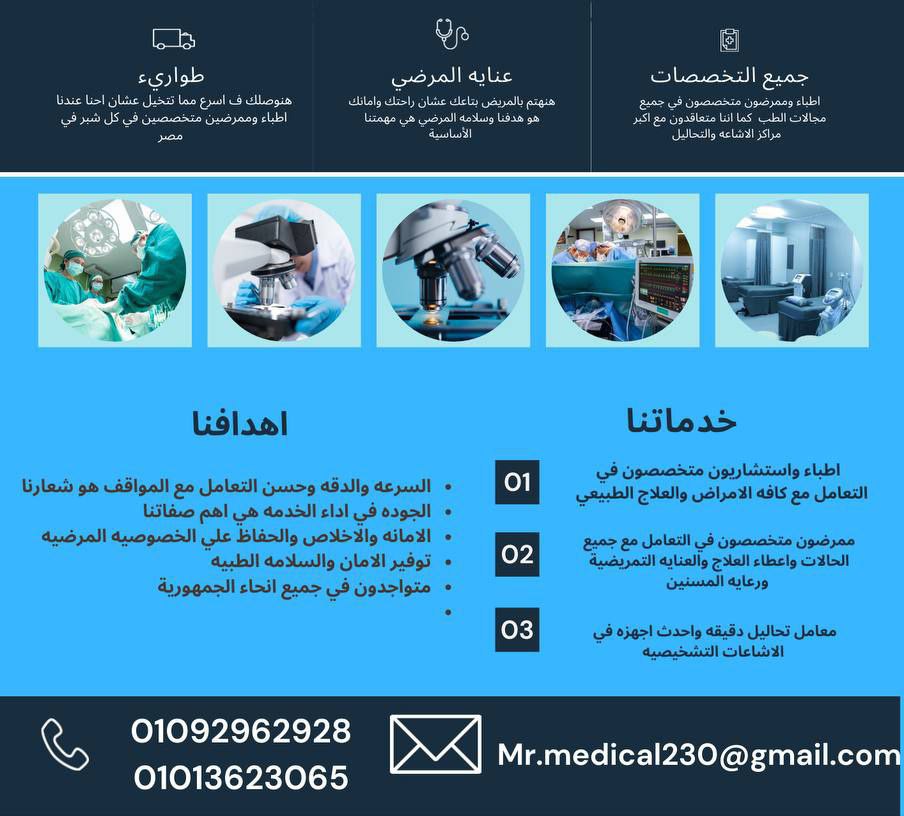 جميع التخصصات
اطباء وممرضون متخصصون في جميع
مجالات الطب كما اننا متعاقدون مع اكبر
مراكز الاشاعه والتحاليل
عنايه المرضي
هنهتم بالمريض بتاعك عشان راحتك وامانك
هو هدفنا وسلامه المرضي هي مهمتنا
الأساسية
طواريء
هنوصلك ف اسرع مما تتخيل عشان احنا عندنا
اطباء وممرضين متخصصين في كل شبر في
مصر
خدماتنا
01
اطباء واستشاريون متخصصون في
التعامل مع كافه الامراض والعلاج الطبيعي
02
ممرضون متخصصون في التعامل مع جميع
الحالات واعطاء العلاج والعنايه التمريضية
ورعايه المسنين
03
معامل تحاليل دقيقه واحدث اجهزه في
الاشاعات التشخيصيه
اهدافنا
• السرعه والدقه وحسن التعامل مع المواقف هو شعارنا
• الجوده في اداء الخدمه هي اهم صفاتنا
• الامانه والاخلاص والحفاظ علي الخصوصيه المرضيه
• توفير الامان والسلامه الطبيه
• متواجدون في جميع انحاء الجمهورية
•
01092962928
01013623065
Mr.medical230@gmail.com